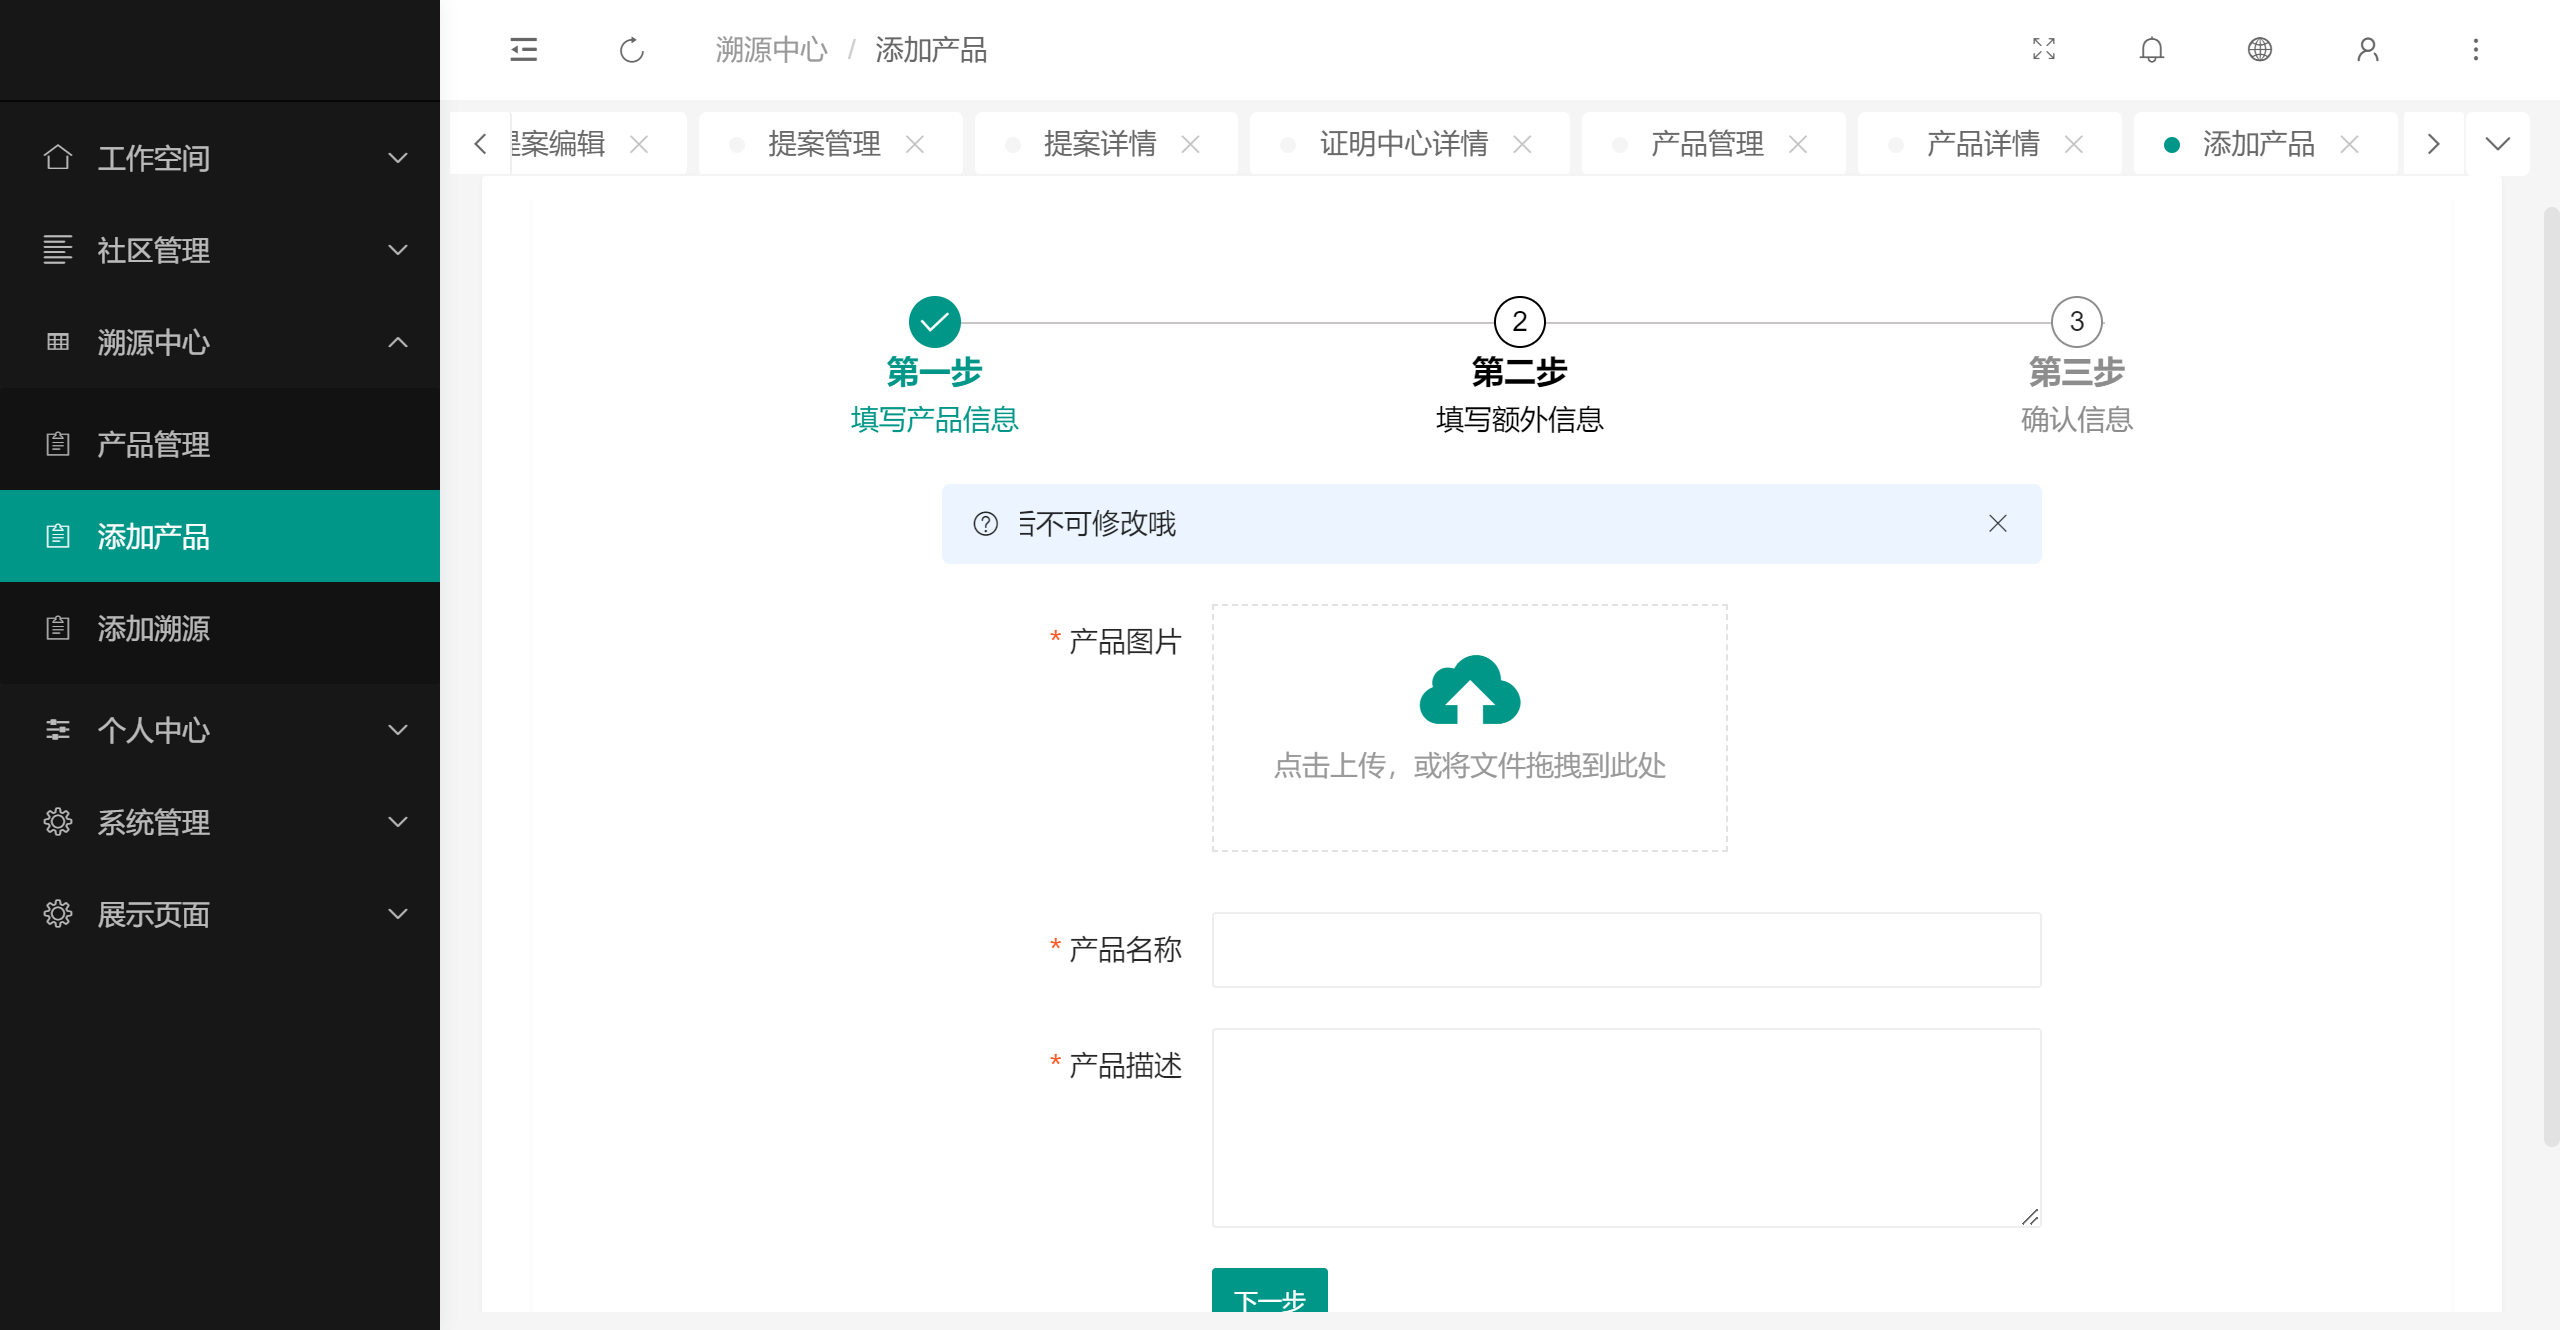 工作空间
社区管理
溯源中心
产品管理
添加产品
添加溯源
个人中心
系统管理
展示页面
溯源中心 / 添加产品
案编辑
提案管理
提案详情
证明中心详情
产品管理
产品详情
添加产品
2
3
第一步
第二步
第三步
填写产品信息
填写额外信息
确认信息
不可修改哦
* 产品图片
点击上传，或将文件拖拽到此处
* 产品名称
* 产品描述
下一步